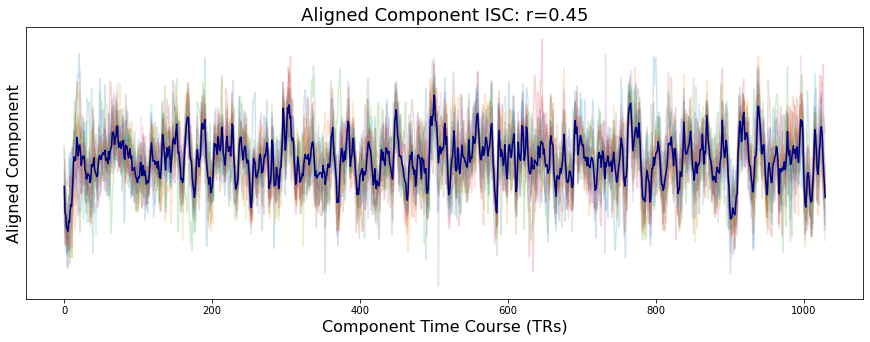 Aligned Component ISC: r=0.45
Aligned Component
0 200 400 600 800 1000
Component Time Course (TRs)